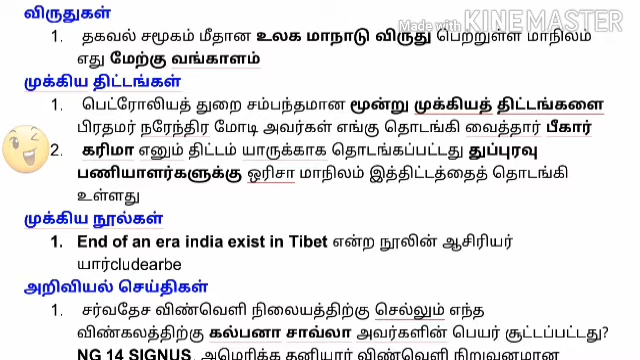 Made with KINEMASTER
விருதுகள்
1. தகவல் சமூகம் மீதான உலக மாநாடு விருது பெற்றுள்ள மாநிலம்
எது மேற்கு வங்காளம்
முக்கிய திட்டங்கள்
1. பெட்ரோலியத் துறை சம்பந்தமான மூன்று முக்கியத் திட்டங்களை
பிரதமர் நரேந்திர மோடி அவர்கள் எங்கு தொடங்கி வைத்தார் பீகார்
2. கரிமா எனும் திட்டம் யாருக்காக தொடங்கப்பட்டது துப்புரவு
பணியாளர்களுக்கு ஒரிசா மாநிலம் இத்திட்டத்தைத் தொடங்கி
உள்ளது
முக்கிய நூல்கள்
1. End of an era india exist in Tibet என்ற நூலின் ஆசிரியர்
யார்cludearbe
அறிவியல் செய்திகள்
1. சர்வதேச விண்வெளி நிலையத்திற்கு செல்லும் எந்த
விண்கலத்திற்கு கல்பனா சாவ்லா அவர்களின் பெயர் சூட்டப்பட்டது?
NG 14 SIGNUS, அமெரிக்க தனியார் விண்வெளி நிறுவனமான